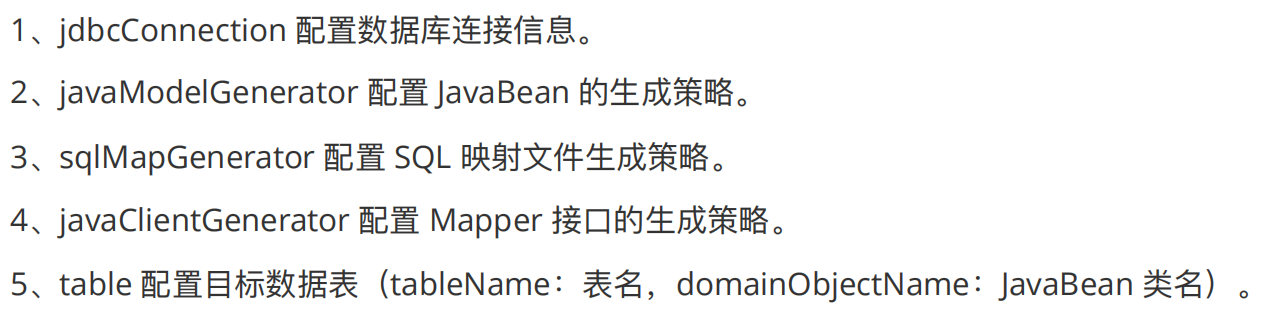 1、jdbcConnection 配置数据库连接信息。
2、javaModelGenerator 配置 JavaBean 的生成策略。
3、sqlMapGenerator 配置 SQL 映射文件生成策略。
4、javaClientGenerator 配置 Mapper 接口的生成策略。
5、table 配置目标数据表（tableName：表名，domainObjectName：JavaBean 类名）。